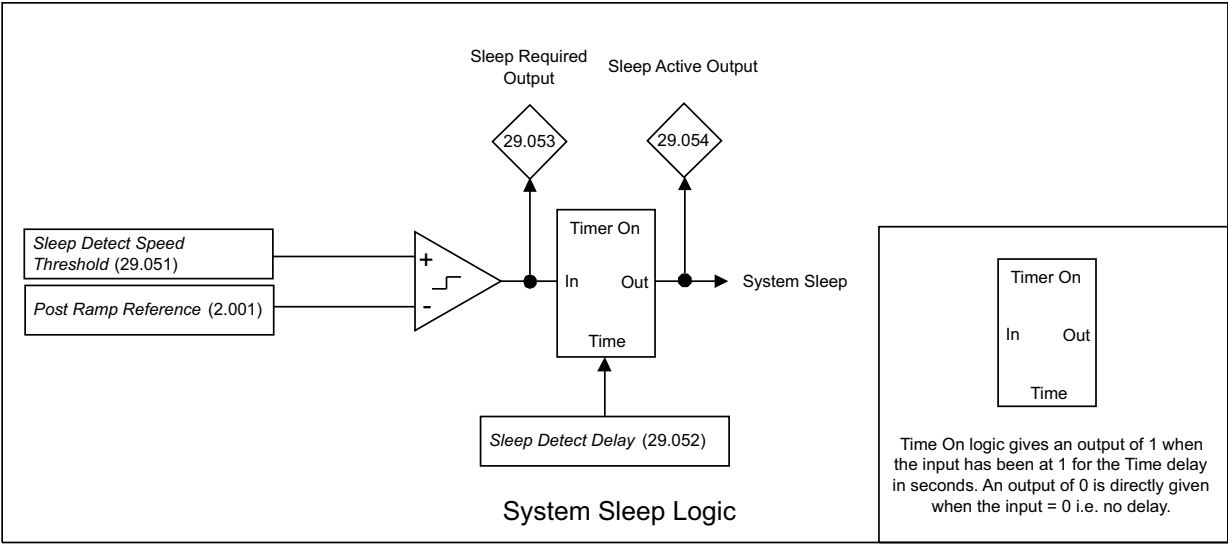 Sleep Required
Output
Sleep Active Output
29.053
29.054
Sleep Detect Speed
Threshold (29.051)
Post Ramp Reference (2.001)
+
-
Timer On
In
Out
Time
System Sleep
Sleep Detect Delay (29.052)
System Sleep Logic
Timer On
In
Out
Time
Time On logic gives an output of 1 when
the input has been at 1 for the Time delay
in seconds. An output of 0 is directly given
when the input = 0 i.e. no delay.